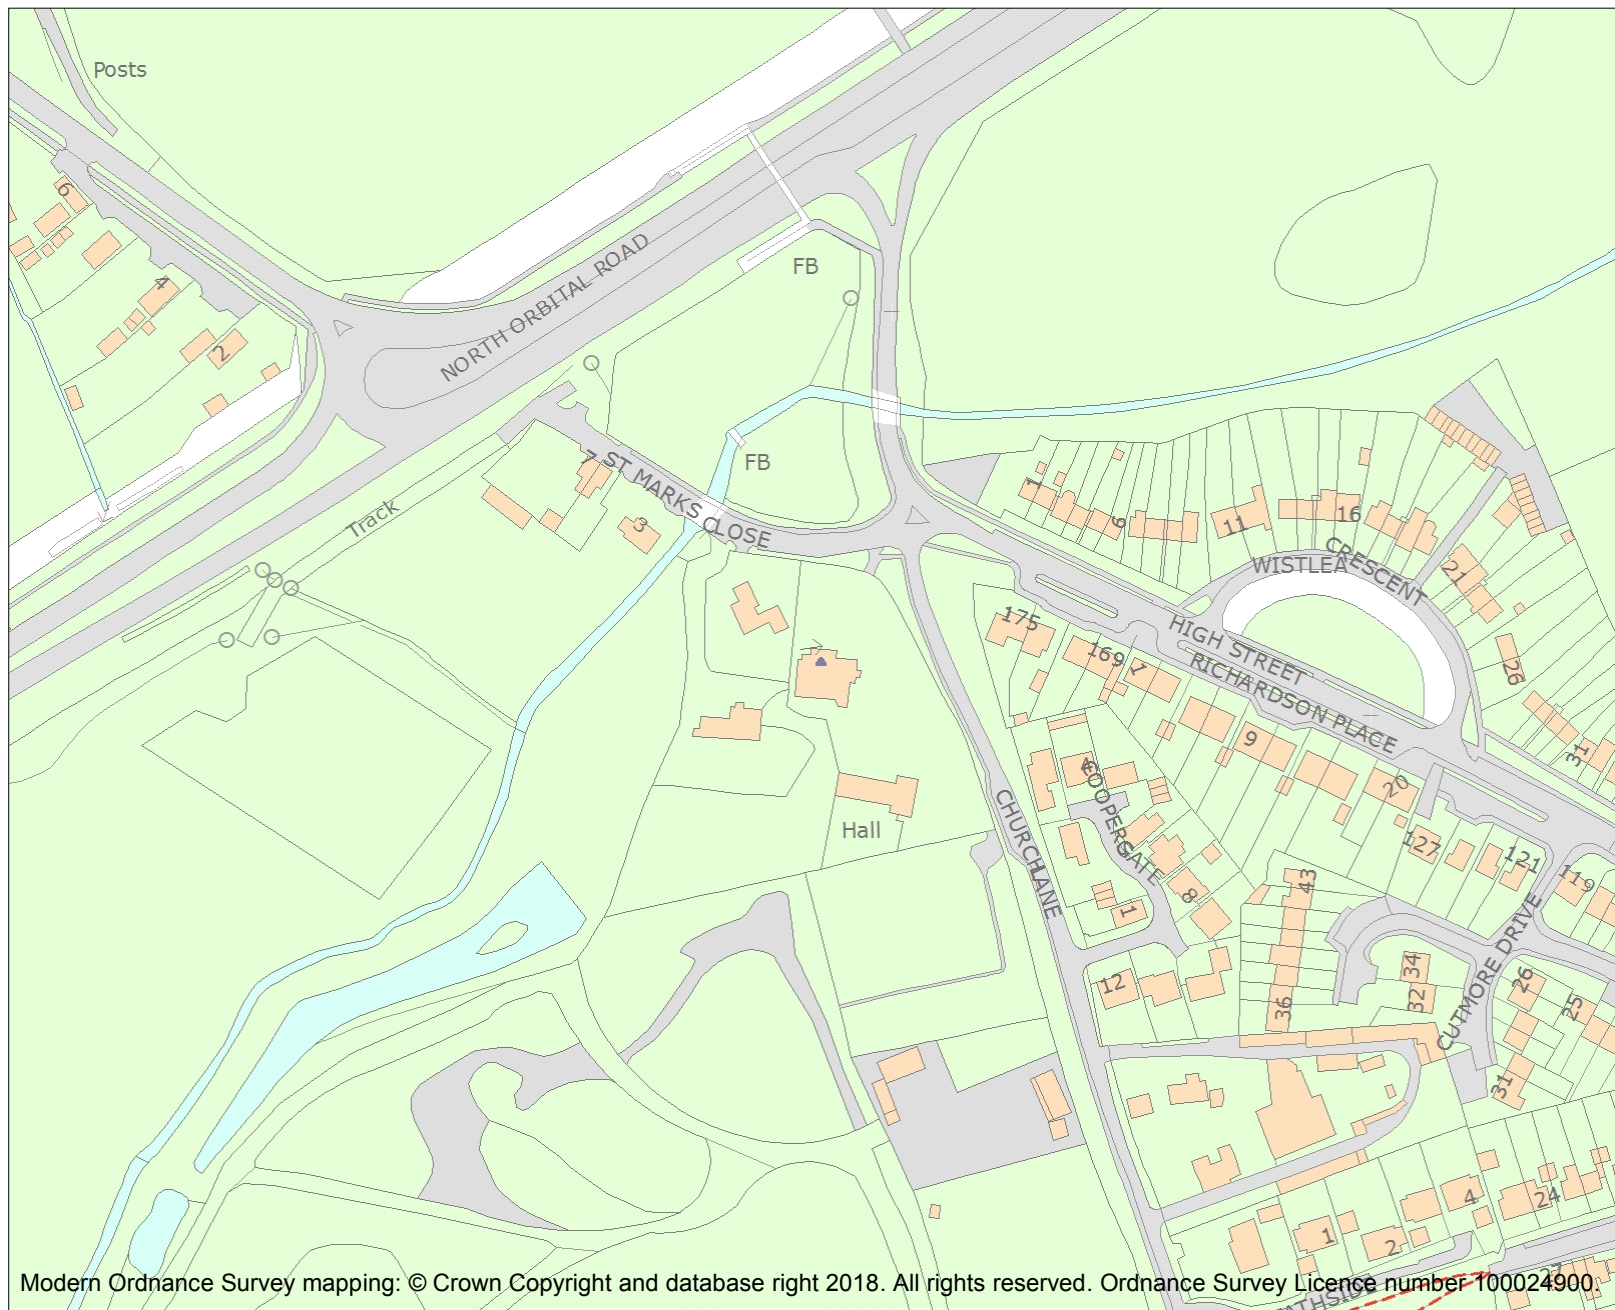 Posts
6
4
2
NORTH ORBITAL ROAD
FB
FB
Track
7
ST MARKS CLOSE
3
1
6
11
16
WISTLEA
CRESCENT
21
26
31
HIGH STREET
RICHARDSON PLACE
175
169
1
9
20
127
121
119
7
Hall
CHURCH LANE
4
COOPERGATE
8
1
12
43
36
34
32
CUTMORE DRIVE
26
25
31
1
2
4
24
27
Modern Ordnance Survey mapping: © Crown Copyright and database right 2018. All rights reserved. Ordnance Survey Licence number 100024900.